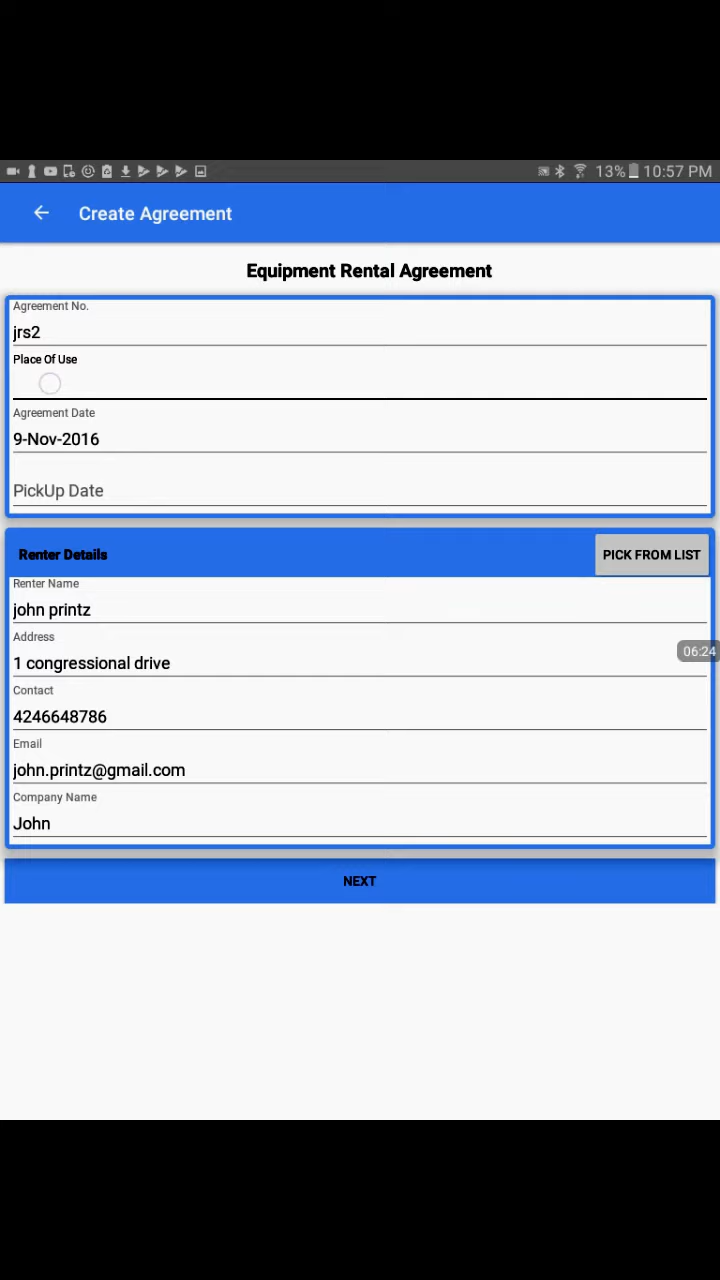 13% 10:57 PM
Create Agreement
Equipment Rental Agreement
Agreement No.
jrs2
Place Of Use
Agreement Date
9-Nov-2016
PickUp Date
Renter Details
PICK FROM LIST
Renter Name
john printz
Address
1 congressional drive
06:24
Contact
4246648786
Email
john.printz@gmail.com
Company Name
John
NEXT